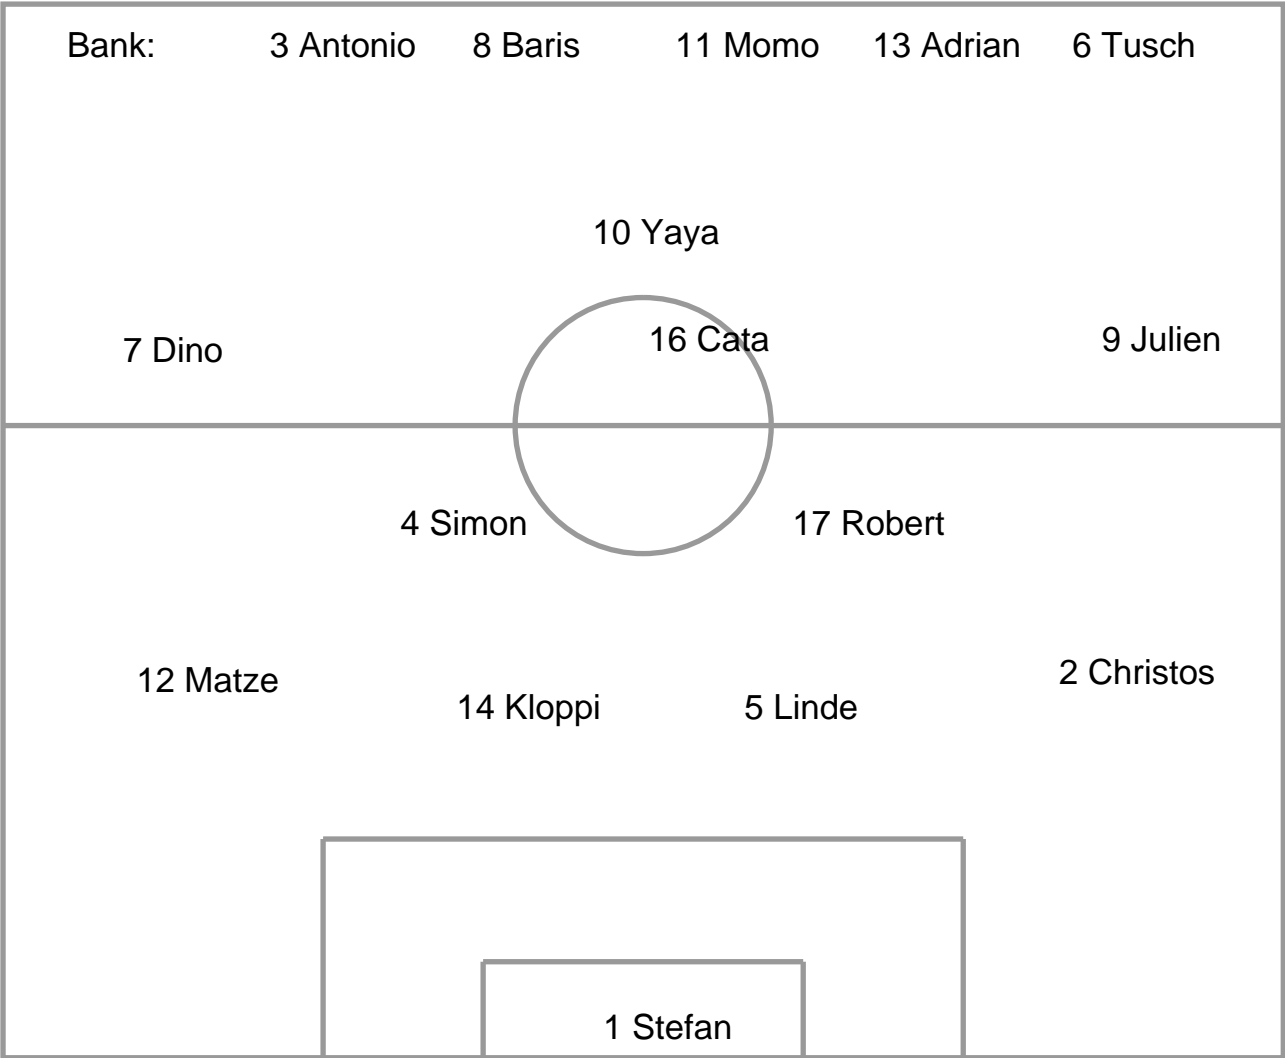 Bank: 3 Antonio 8 Baris 11 Momo 13 Adrian 6 Tusch
10 Yaya
7 Dino 16 Cata 9 Julien
4 Simon 17 Robert
12 Matze 2 Christos
14 Kloppi 5 Linde
1 Stefan